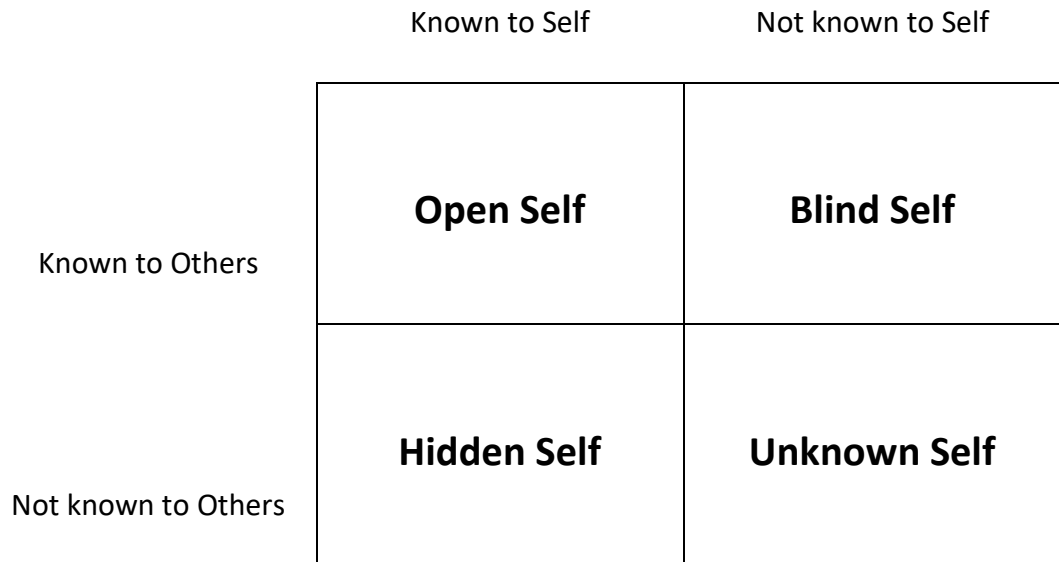 Known to Self Not known to Self
Open Self Blind Self
Known to Others
Hidden Self Unknown Self
Not known to Others